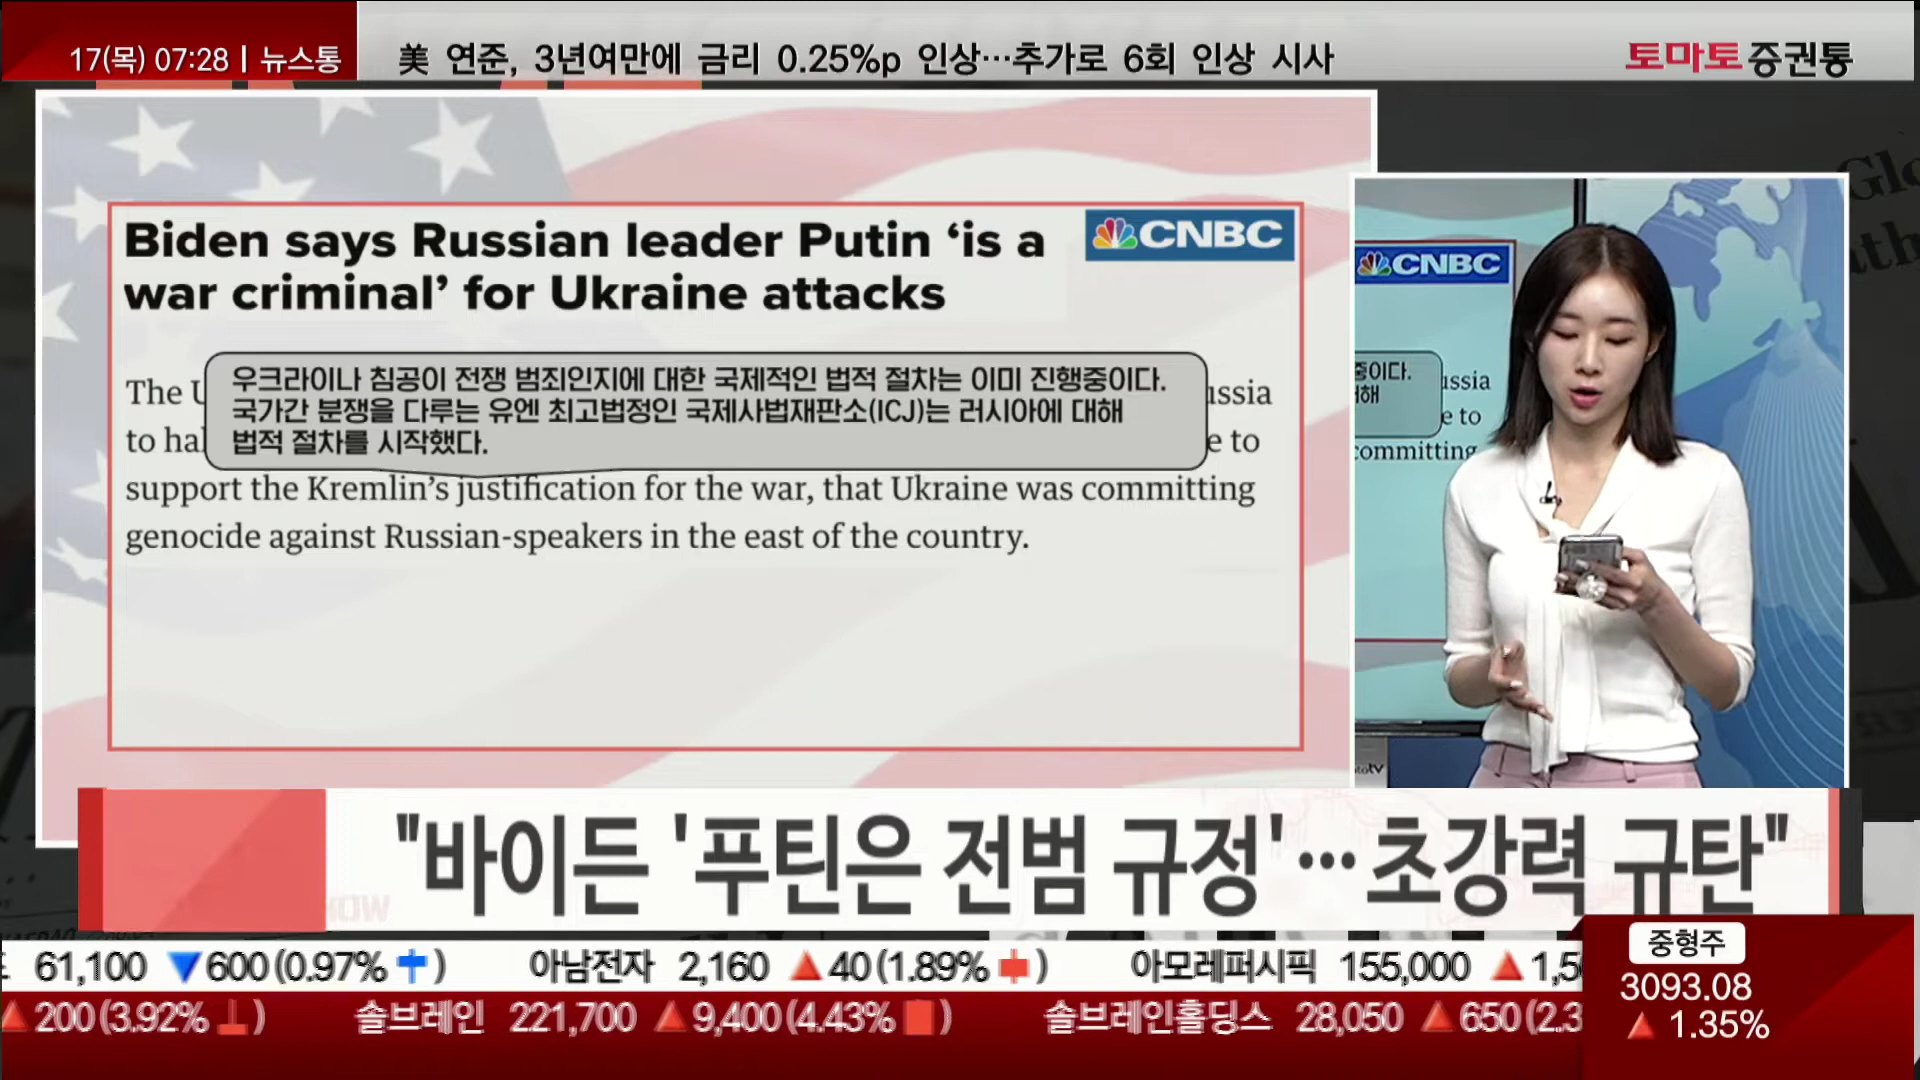 17(목) 07:28 | 뉴스통
美 연준, 3년여만에 금리 0.25%p 인상…추가로 6회 인상 시사
토마토증권통
Biden says Russian leader Putin ‘is a
war criminal’ for Ukraine attacks
CNBC
우크라이나 침공이 전쟁 범죄인지에 대한 국제적인 법적 절차는 이미 진행중이다.
국가간 분쟁을 다루는 유엔 최고법정인 국제사법재판소(ICJ)는 러시아에 대해
법적 절차를 시작했다.
The
to
e to
support the Kremlin’s justification for the war, that Ukraine was committing
genocide against Russian-speakers in the east of the country.
CNBC
중이다.
해
ussia
e to
committing
"바이든 '푸틴은 전범 규정'…초강력 규탄"
61,100 ▼600(0.97% ) 아남전자 2,160 ▲40(1.89% ) 아모레퍼시픽 155,000 ▲1,5
▲200(3.92% ) 솔브레인 221,700 ▲9,400(4.43% ) 솔브레인홀딩스 28,050 ▲650(2.3
중형주
3093.08
▲ 1.35%